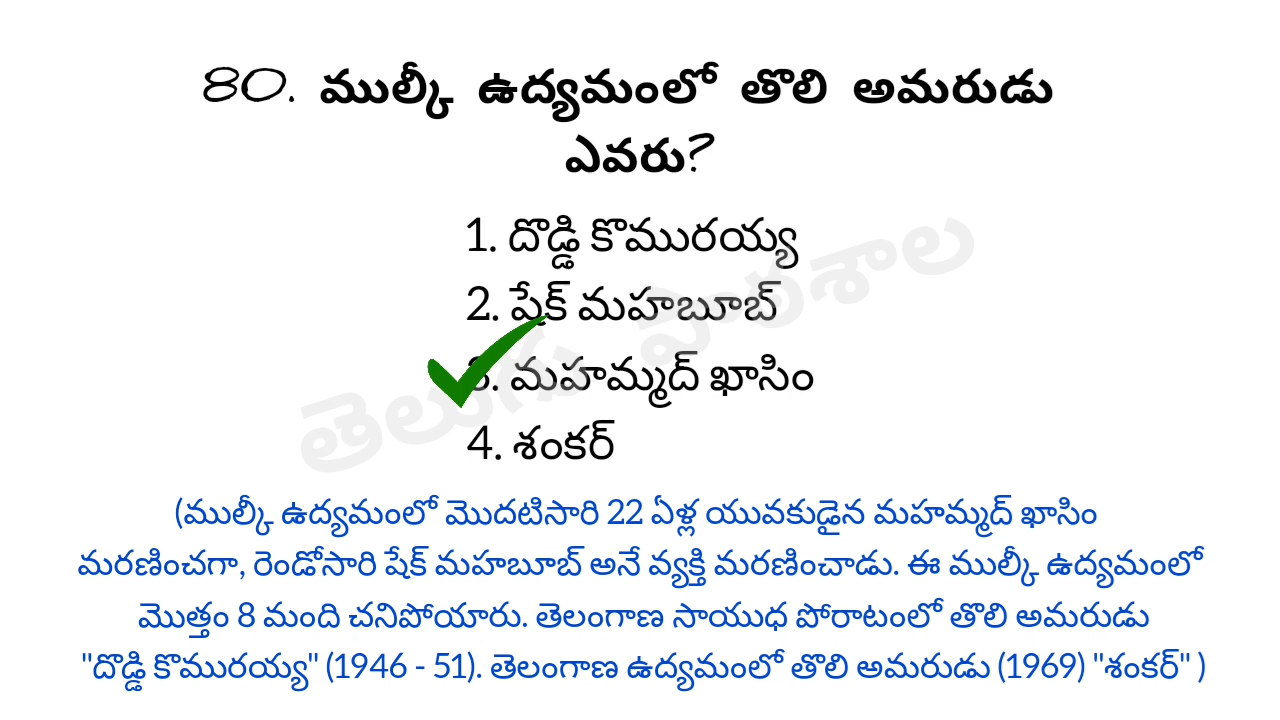 80. ముల్కీ ఉద్యమంలో తొలి అమరుడు
ఎవరు?
1. దొడ్డి కొమురయ్య
2. షేక్ మహబూబ్
3. మహమ్మద్ ఖాసిం
4. శంకర్
తెలుగు పాఠశాల
(ముల్కీ ఉద్యమంలో మొదటిసారి 22 ఏళ్ల యువకుడైన మహమ్మద్ ఖాసిం
మరణించగా, రెండోసారి షేక్ మహబూబ్ అనే వ్యక్తి మరణించాడు. ఈ ముల్కీ ఉద్యమంలో
మొత్తం 8 మంది చనిపోయారు. తెలంగాణ సాయుధ పోరాటంలో తొలి అమరుడు
"దొడ్డి కొమురయ్య" (1946 - 51). తెలంగాణ ఉద్యమంలో తొలి అమరుడు (1969) "శంకర్" )